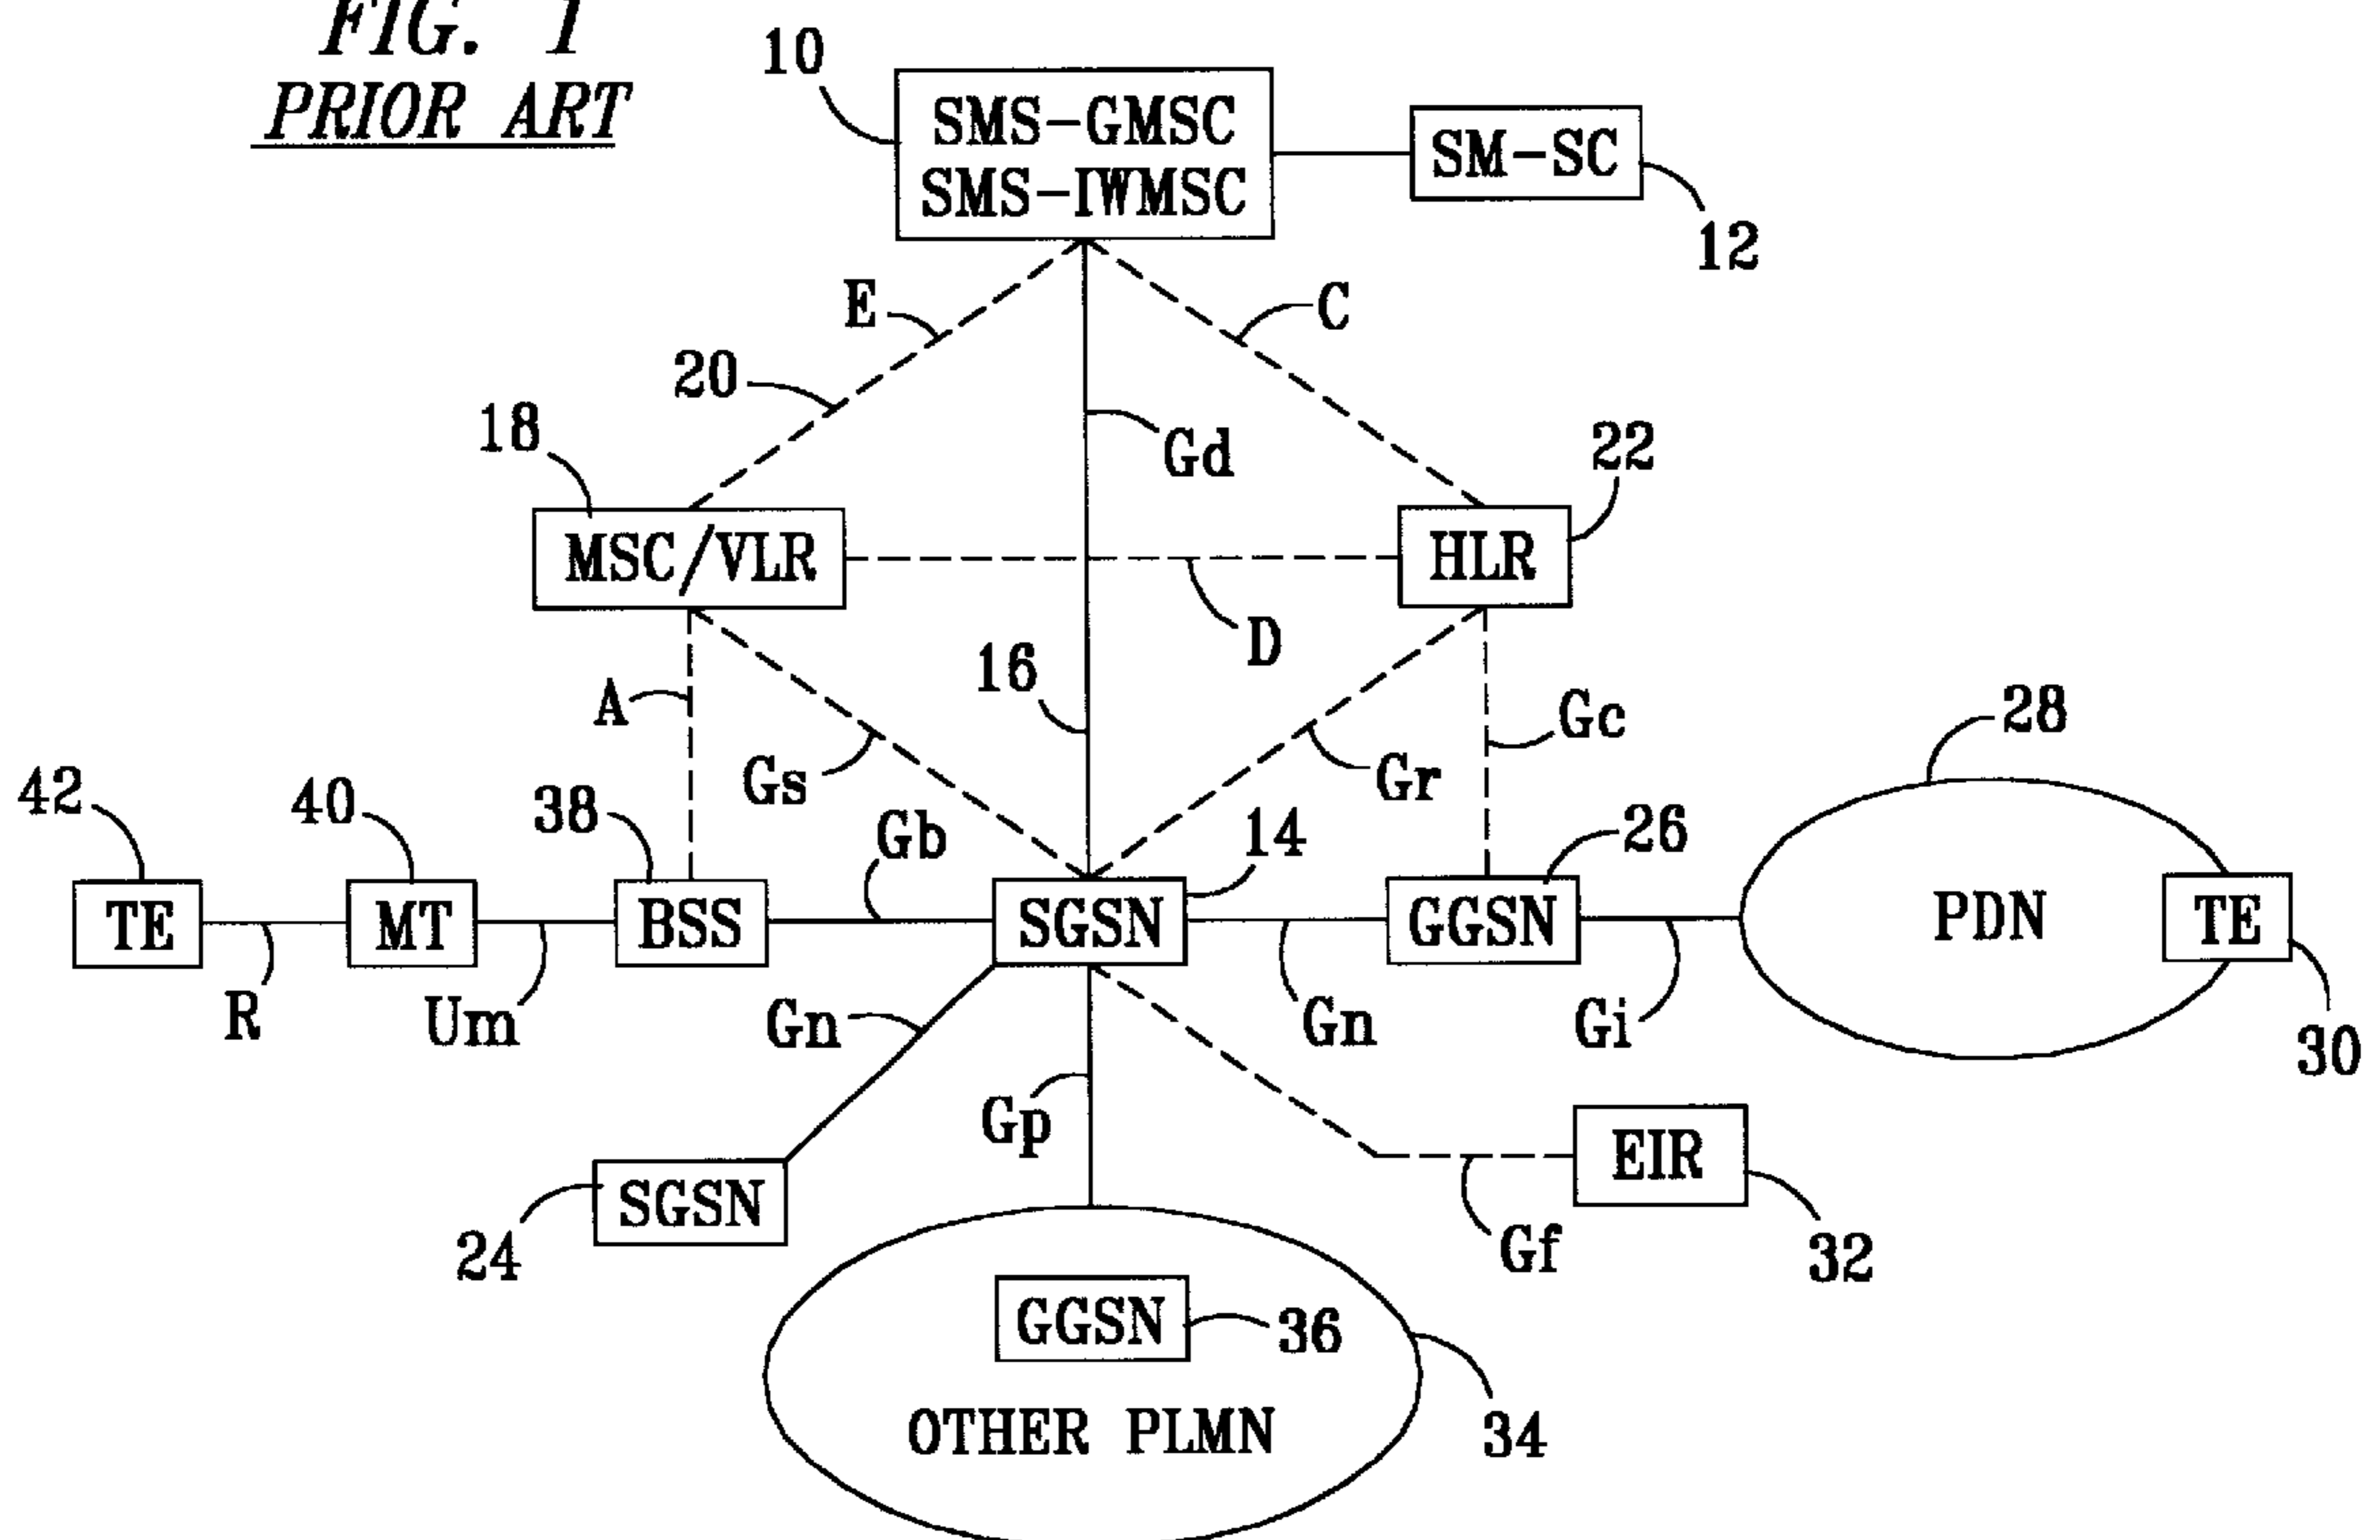 FIG. 1
PRIOR ART
10
SMS-GMSC
SMS-IWMSC
SM-SC
12
E
C
20
18
Gd
22
MSC/VLR
HLR
D
16
A
Gs
Gr
Gc
28
42
40
38
Gb
14
26
TE
MT
BSS
SGSN
GGSN
PDN
TE
R
Um
Gn
Gn
Gi
30
Gp
EIR
SGSN
24
Gf
32
GGSN
36
OTHER PLMN
34